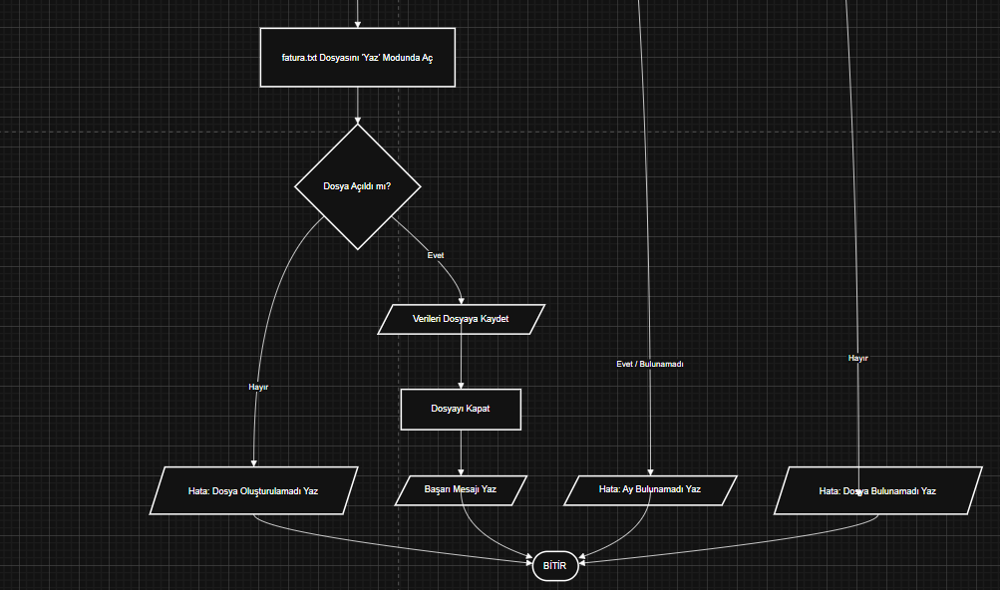 fatura.txt Dosyasını 'Yaz' Modunda Aç
Dosya Açıldı mı?
Evet
Verileri Dosyaya Kaydet
Evet / Bulunamadı
Hayır
Hayır
Dosyayı Kapat
Hata: Dosya Oluşturulamadı Yaz
Başarı Mesajı Yaz
Hata: Ay Bulunamadı Yaz
Hata: Dosya Bulunamadı Yaz
BİTİR